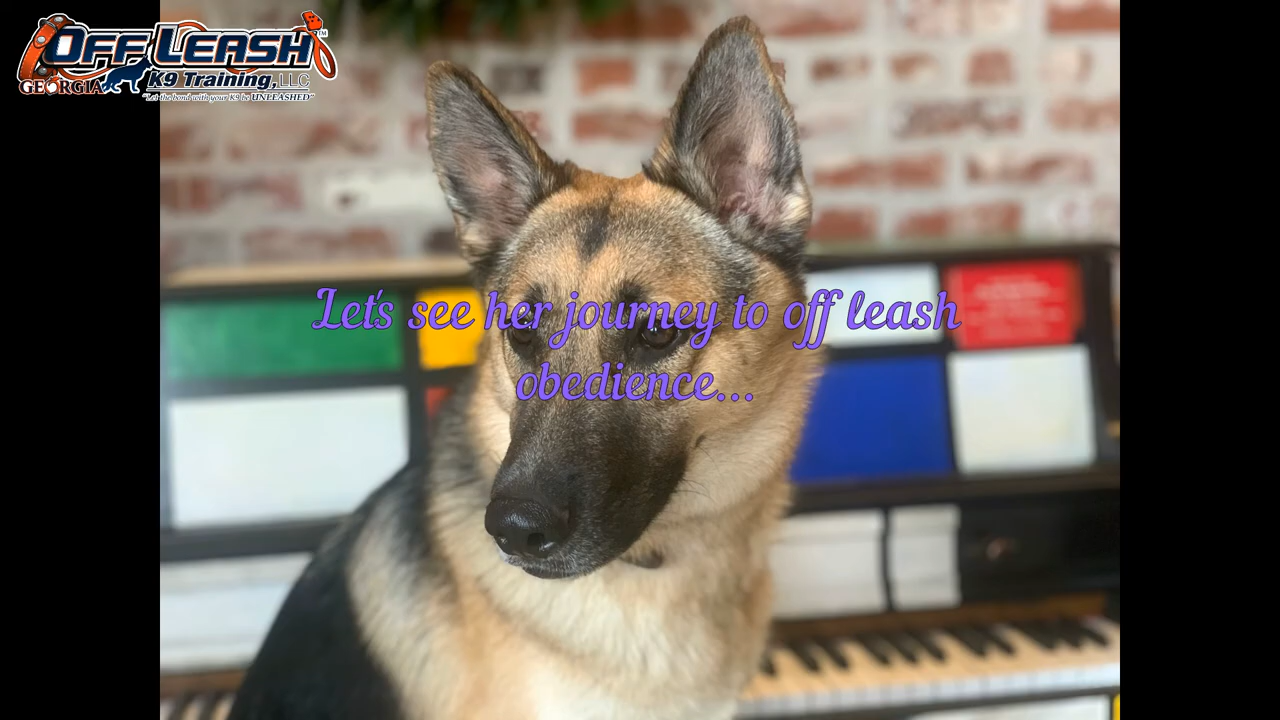 OFF LEASH
TM
GEORGIA
K9 Training, LLC
"Let the bond with your K9 be UNLEASHED"
Let's see her journey to off leash
obedience...